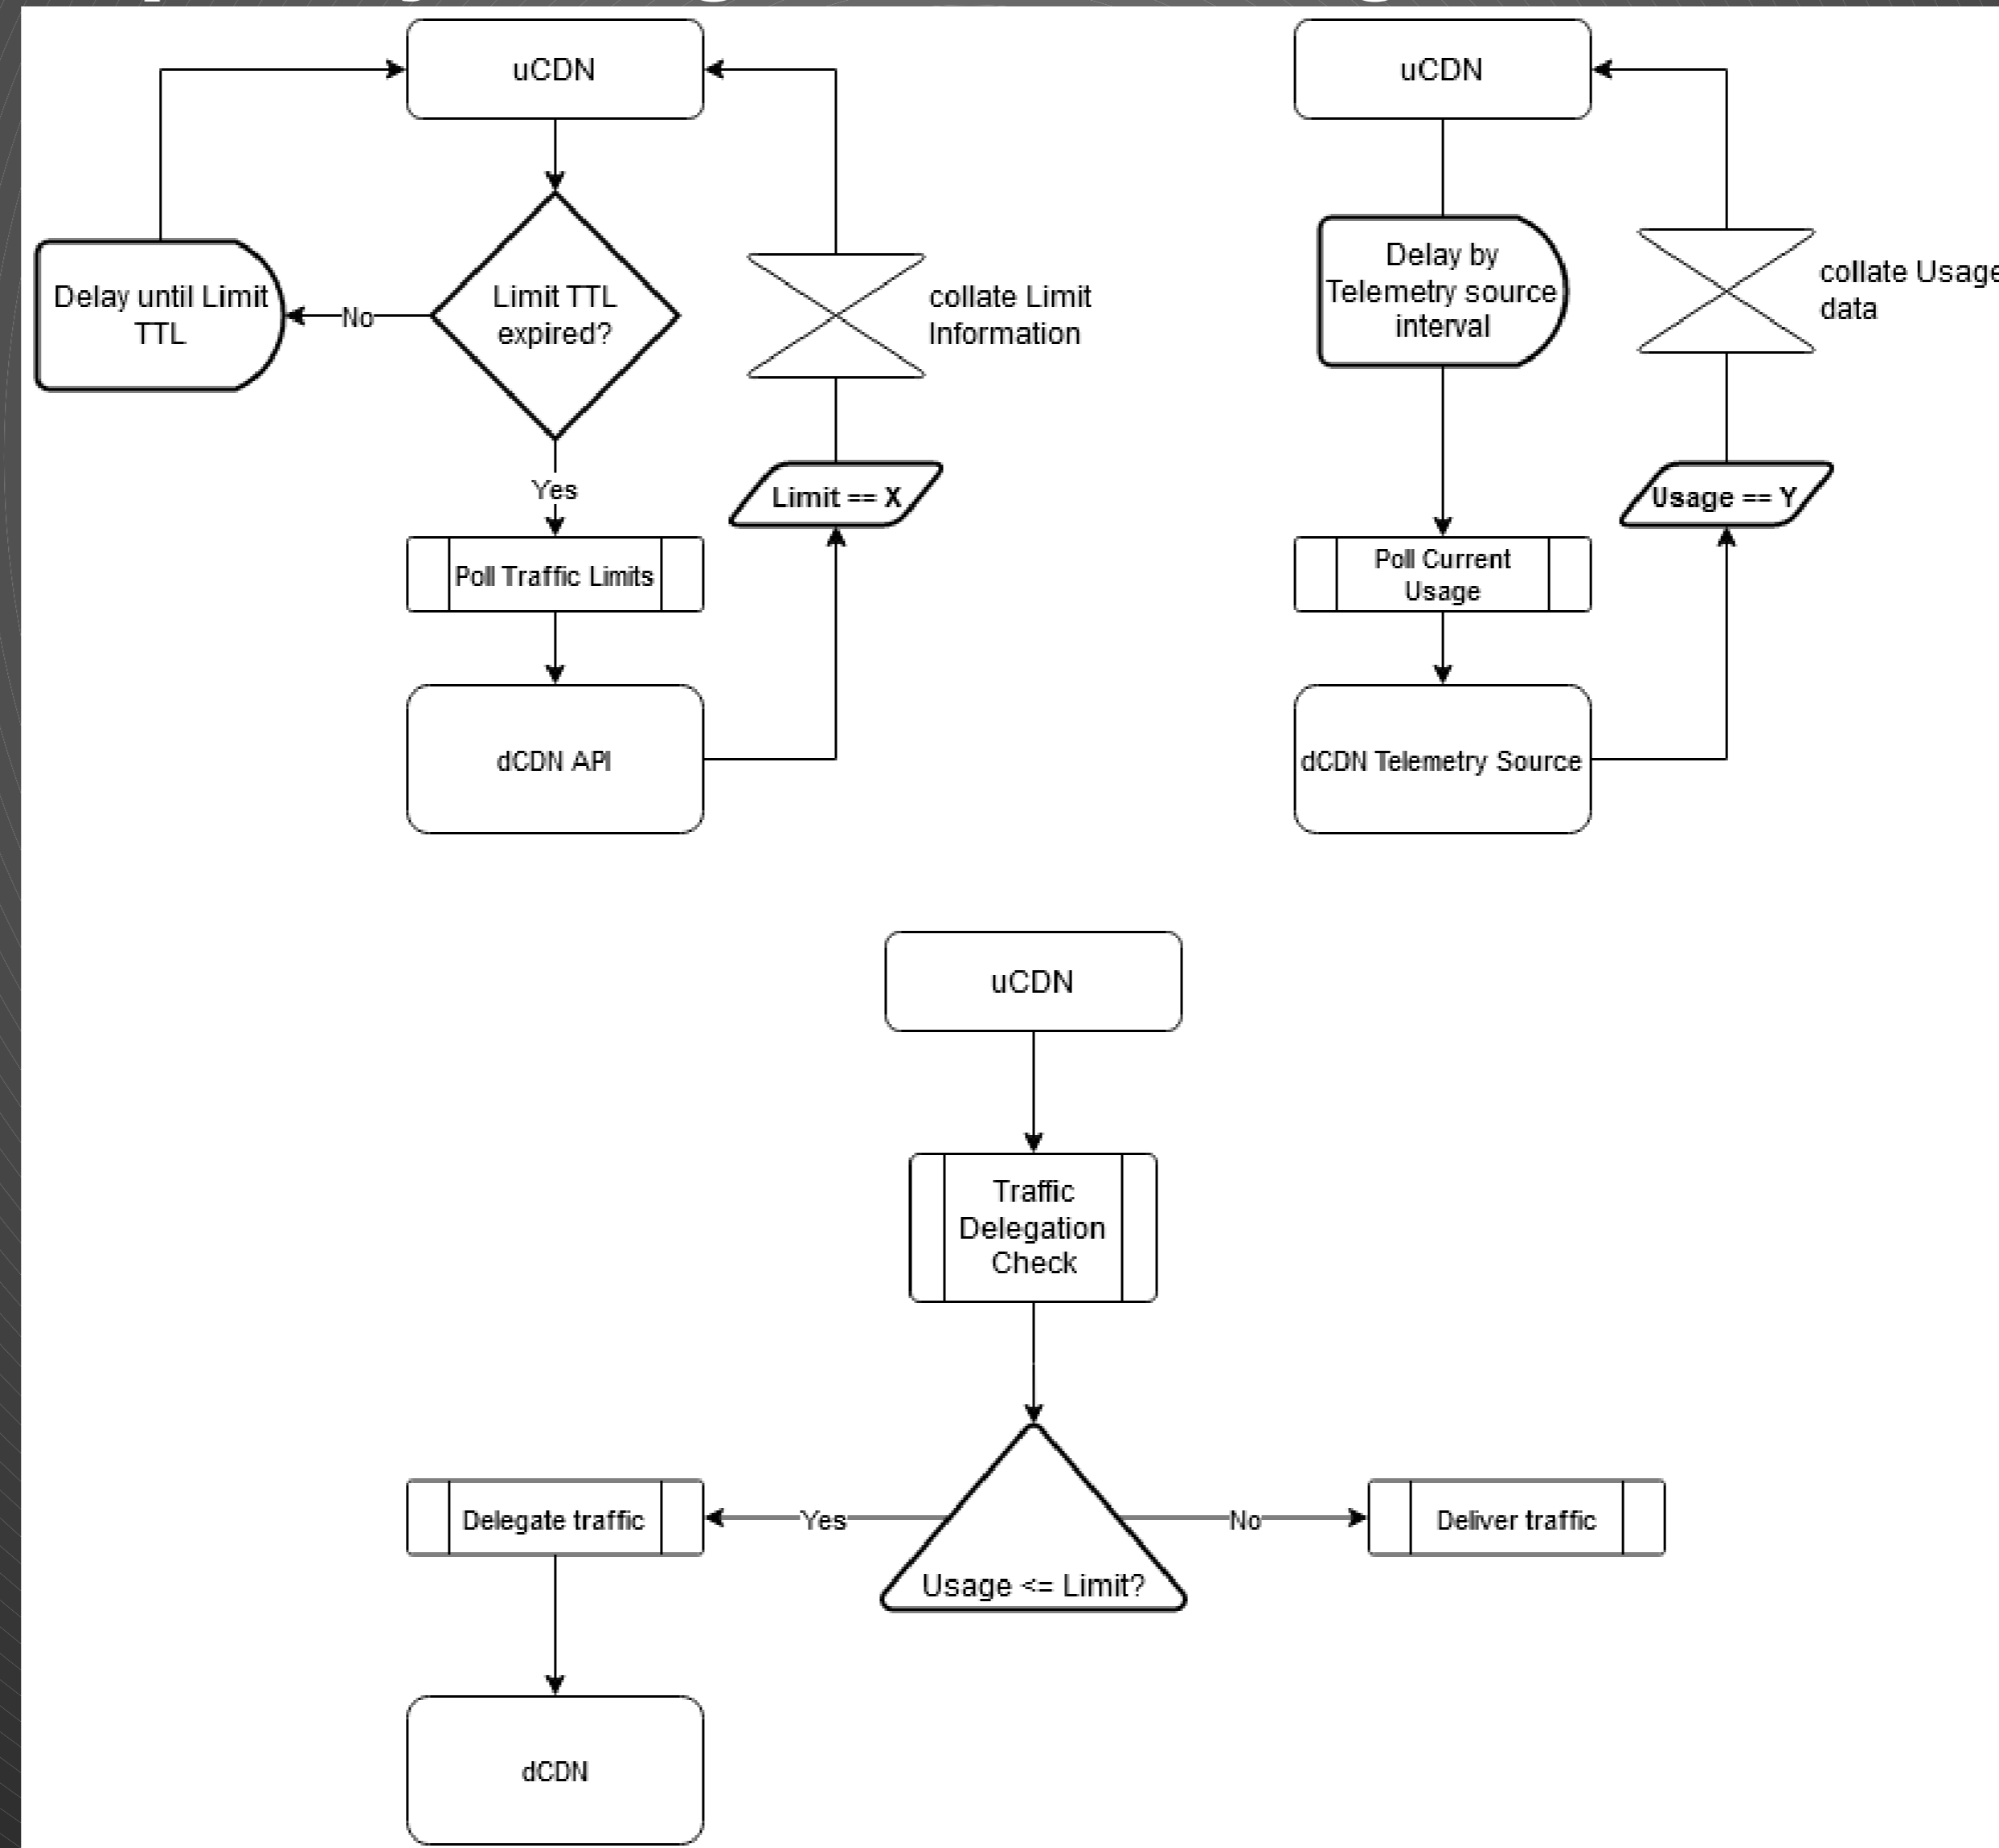 uCDN
Limit TTL
expired?
No
Delay until Limit
TTL
Yes
Poll Traffic Limits
dCDN API
Limit == X
collate Limit
Information
uCDN
Delay by
Telemetry source
interval
Poll Current
Usage
dCDN Telemetry Source
Usage == Y
collate Usage
data
uCDN
Traffic
Delegation
Check
Usage <= Limit?
Yes
Delegate traffic
dCDN
No
Deliver traffic